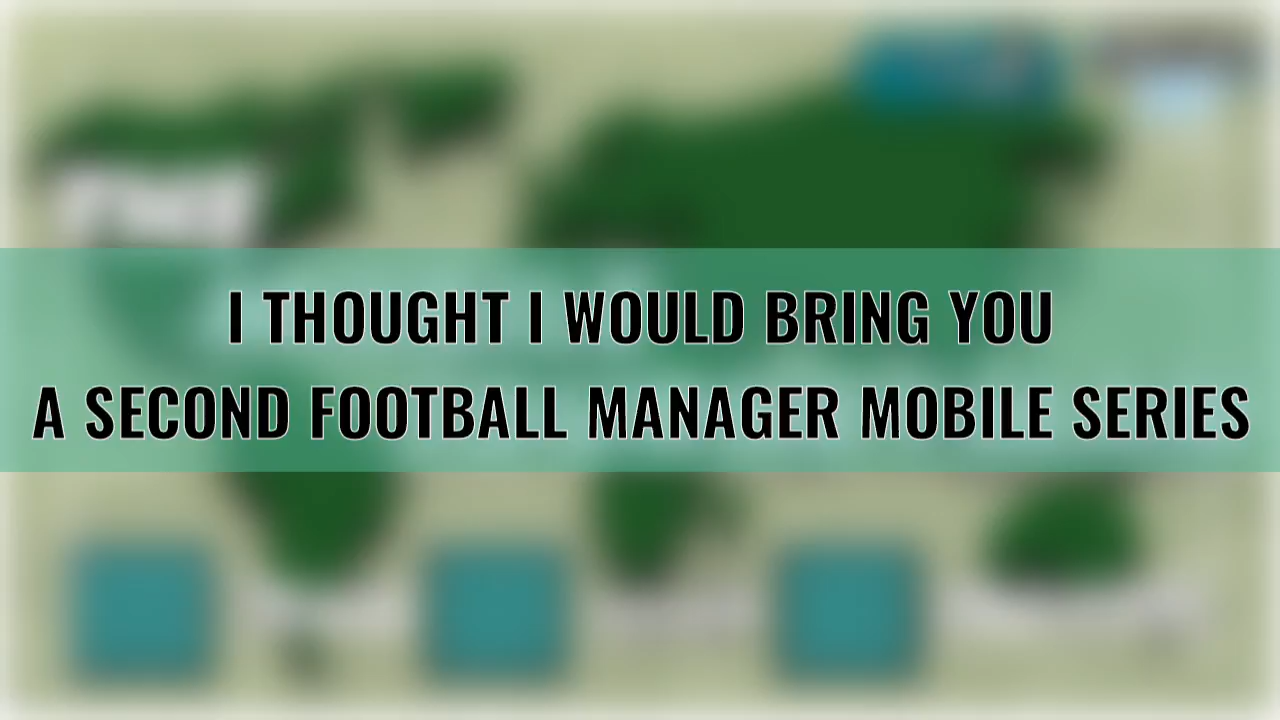 I THOUGHT I WOULD BRING YOU
A SECOND FOOTBALL MANAGER MOBILE SERIES